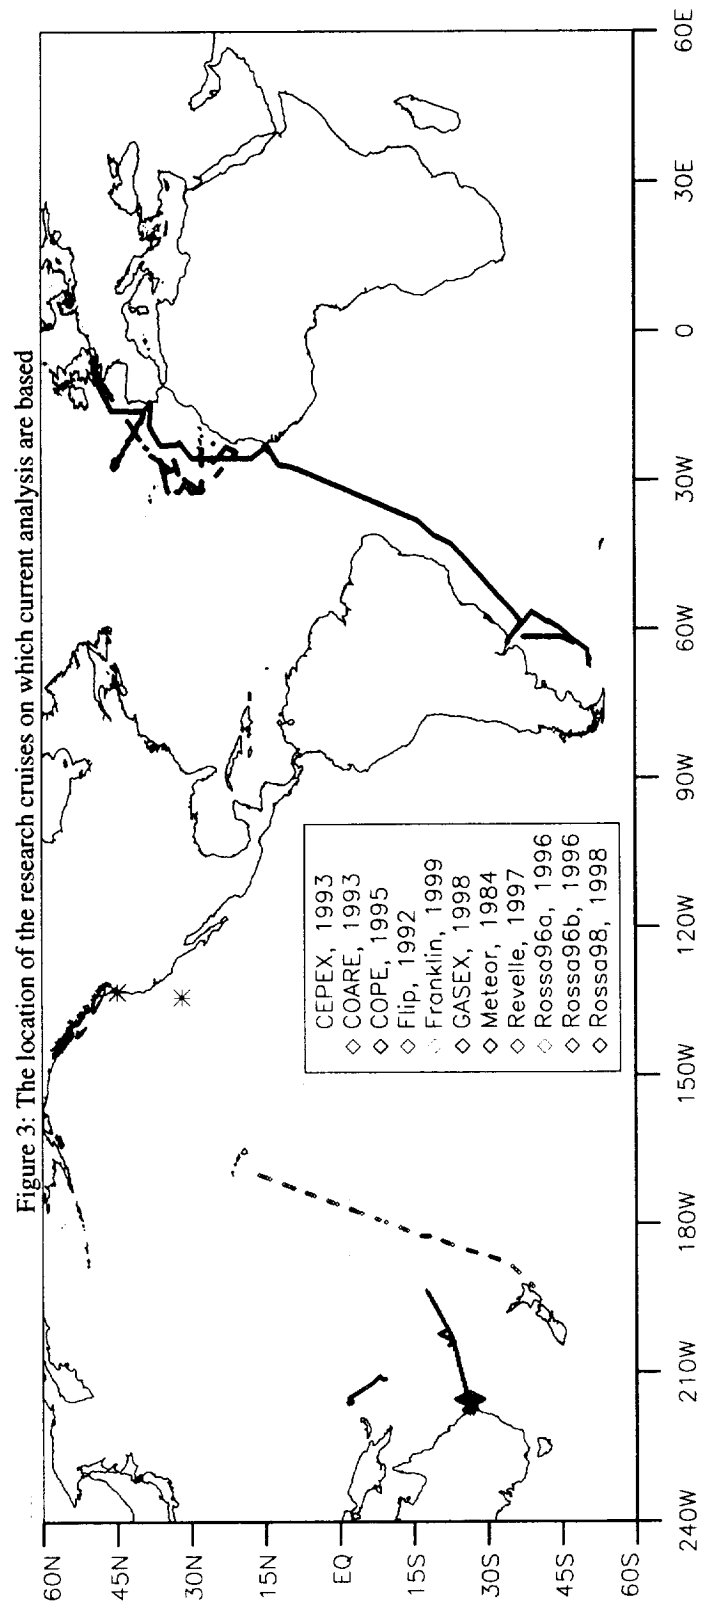 Figure 3: The location of the research cruises on which current analysis are based
60N
45N
30N
15N
EQ
15S
30S
45S
60S
CEPEX, 1993
COARE, 1993
COPE, 1995
Flip, 1992
Franklin, 1999
GASEX, 1998
Meteor, 1984
Revelle, 1997
Rossa96a, 1996
Rossa96b, 1996
Rossa98, 1998
240W
210W
180W
150W
120W
90W
60W
30W
0
30E
60E